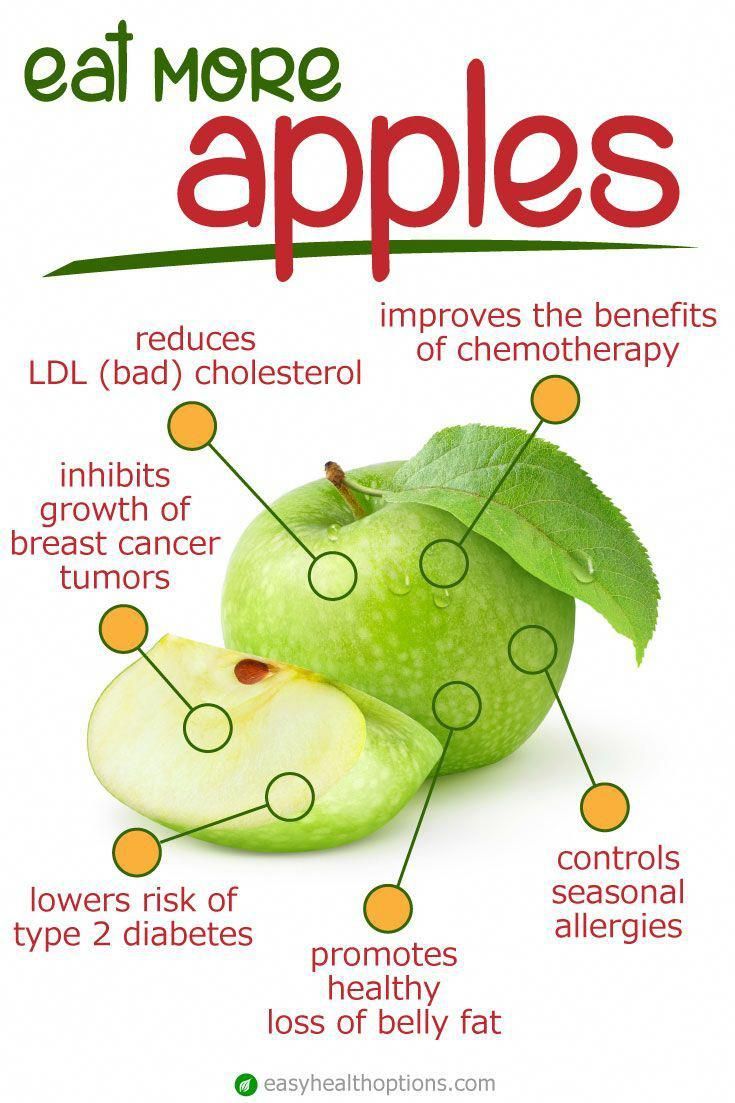 eat MORE
apples
reduces
LDL (bad) cholesterol
improves the benefits
of chemotherapy
inhibits
growth of
breast cancer
tumors
lowers risk of
type 2 diabetes
promotes
healthy
loss of belly fat
controls
seasonal
allergies
easyhealthoptions.com